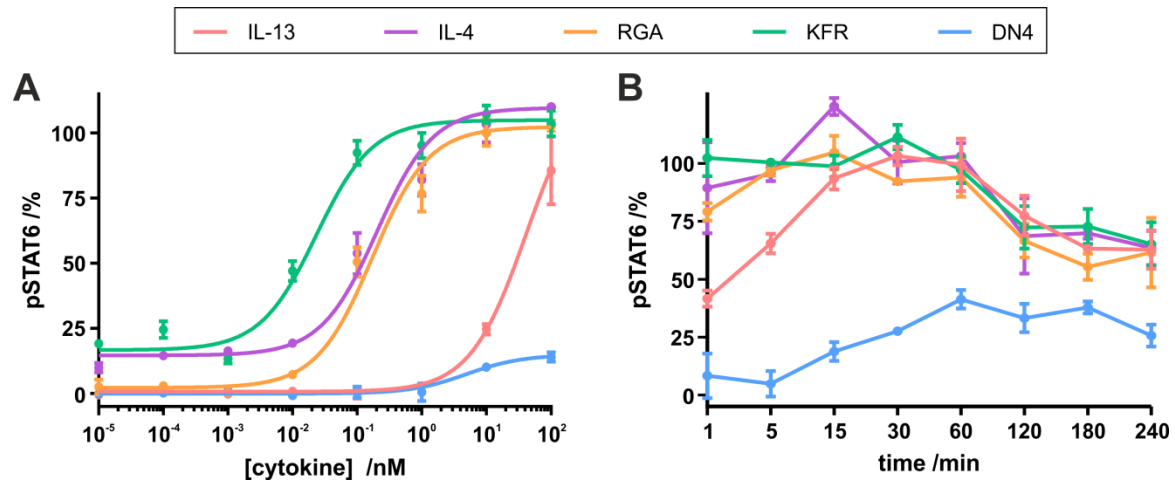 IL-13 IL-4 RGA KFR DN4
A
pSTAT6 /%
100
75
50
25
0
10⁻⁵ 10⁻⁴ 10⁻³ 10⁻² 10⁻¹ 10⁰ 10¹ 10²
[cytokine] /nM
B
pSTAT6 /%
100
75
50
25
0
1 5 15 30 60 120 180 240
time /min